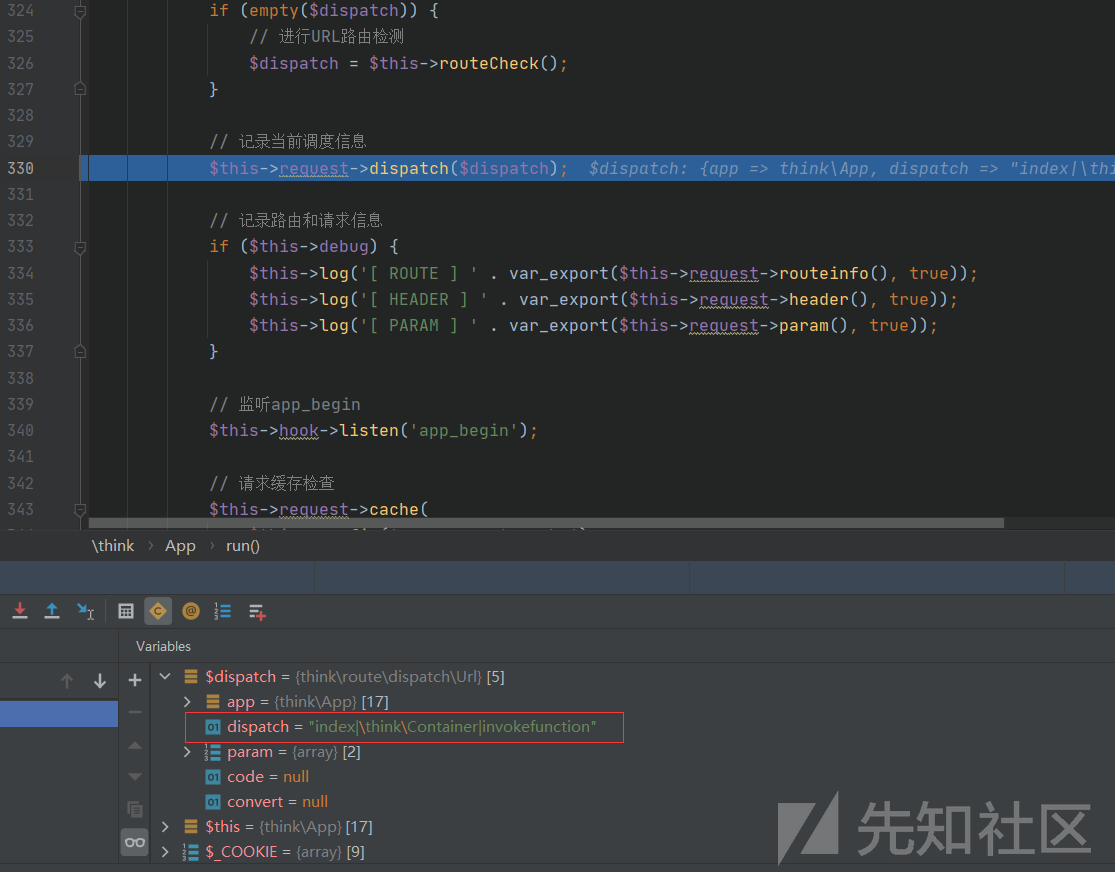 324 if (empty($dispatch)) {
325 // 进行URL路由检测
326 $dispatch = $this->routeCheck();
327 }
328
329 // 记录当前调度信息
330 $this->request->dispatch($dispatch); $dispatch: {app => think\App, dispatch => "index|\thi
331
332 // 记录路由和请求信息
333 if ($this->debug) {
334 $this->log('[ ROUTE ] ' . var_export($this->request->routeinfo(), true));
335 $this->log('[ HEADER ] ' . var_export($this->request->header(), true));
336 $this->log('[ PARAM ] ' . var_export($this->request->param(), true));
337 }
338
339 // 监听app_begin
340 $this->hook->listen('app_begin');
341
342 // 请求缓存检查
343 $this->request->cache(
\think › App › run()
Variables
$dispatch = {think\route\dispatch\Url} [5]
app = {think\App} [17]
dispatch = "index|\think\Container|invokefunction"
param = {array} [2]
code = null
convert = null
$this = {think\App} [17]
$_COOKIE = {array} [9]
先知社区